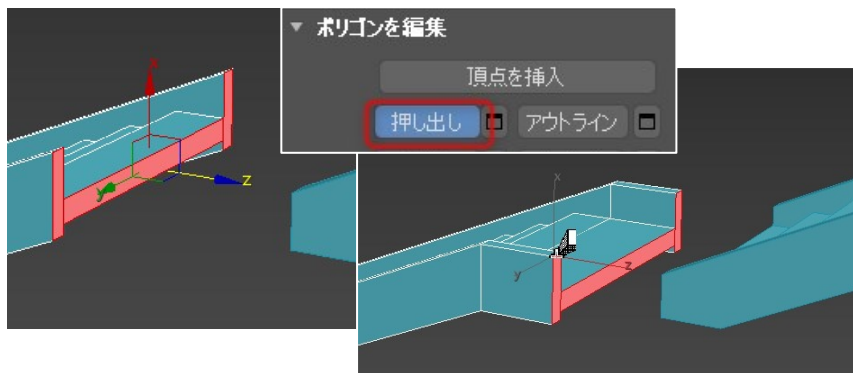 ポリゴンを編集
頂点を挿入
押し出し アウトライン
x
y z
x
y z